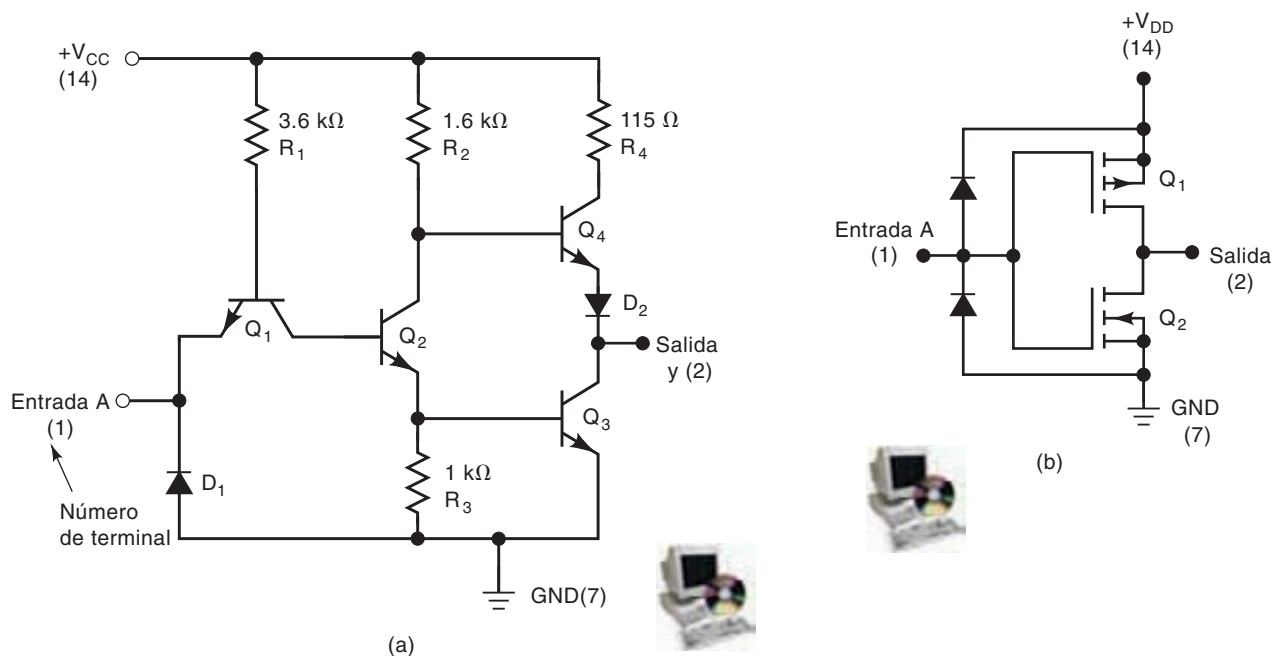 +V_CC
(14)
3.6 kΩ
R₁
1.6 kΩ
R₂
115 Ω
R₄
Q₄
D₂
Q₁
Q₂
Salida
y (2)
Entrada A
(1)
Q₃
D₁
1 kΩ
R₃
Número
de terminal
GND(7)
(a)
+V_DD
(14)
Q₁
Entrada A
(1)
Salida
(2)
Q₂
GND
(7)
(b)